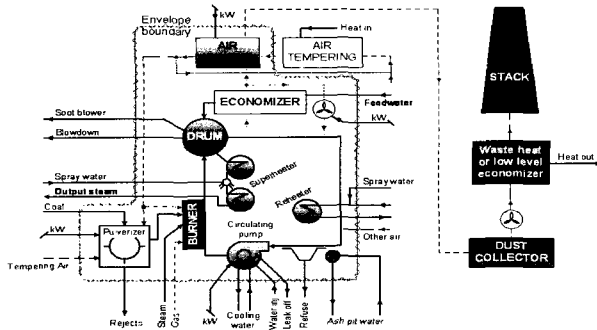 Envelope
boundary
kW
AIR
Heat in
AIR
TEMPERING
STACK
ECONOMIZER
Feedwater
kW
Soot blower
Blowdown
DRUM
Superheater
Waste heat
or low level
economizer
Heat out
Spray water
Output steam
Reheater
Spray water
Coal
BURNER
Circulating
pump
Other air
kW
Pulverizer
Tempering Air
DUST
COLLECTOR
Rejects
Steam
Gas
kW
Cooling
water
Water inj
Leak off
Refuse
Ash pit water